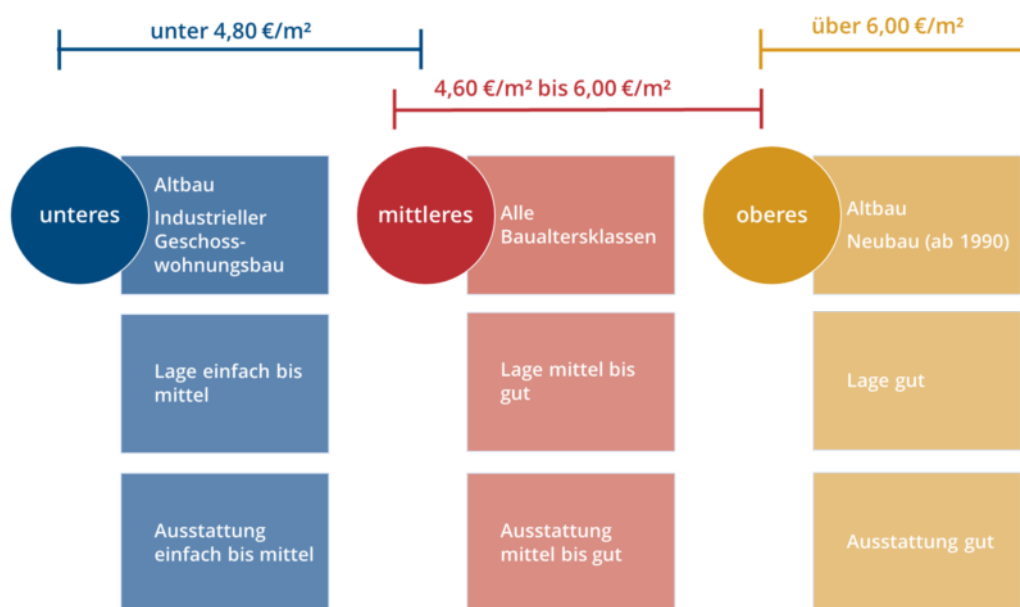 unter 4,80 €/m²
4,60 €/m² bis 6,00 €/m²
über 6,00 €/m²
unteres
Altbau
Industrieller
Geschoss-
wohnungsbau
Lage einfach bis
mittel
Ausstattung
einfach bis mittel
mittleres
Alle
Baualtersklassen
Lage mittel bis
gut
Ausstattung
mittel bis gut
oberes
Altbau
Neubau (ab 1990)
Lage gut
Ausstattung gut